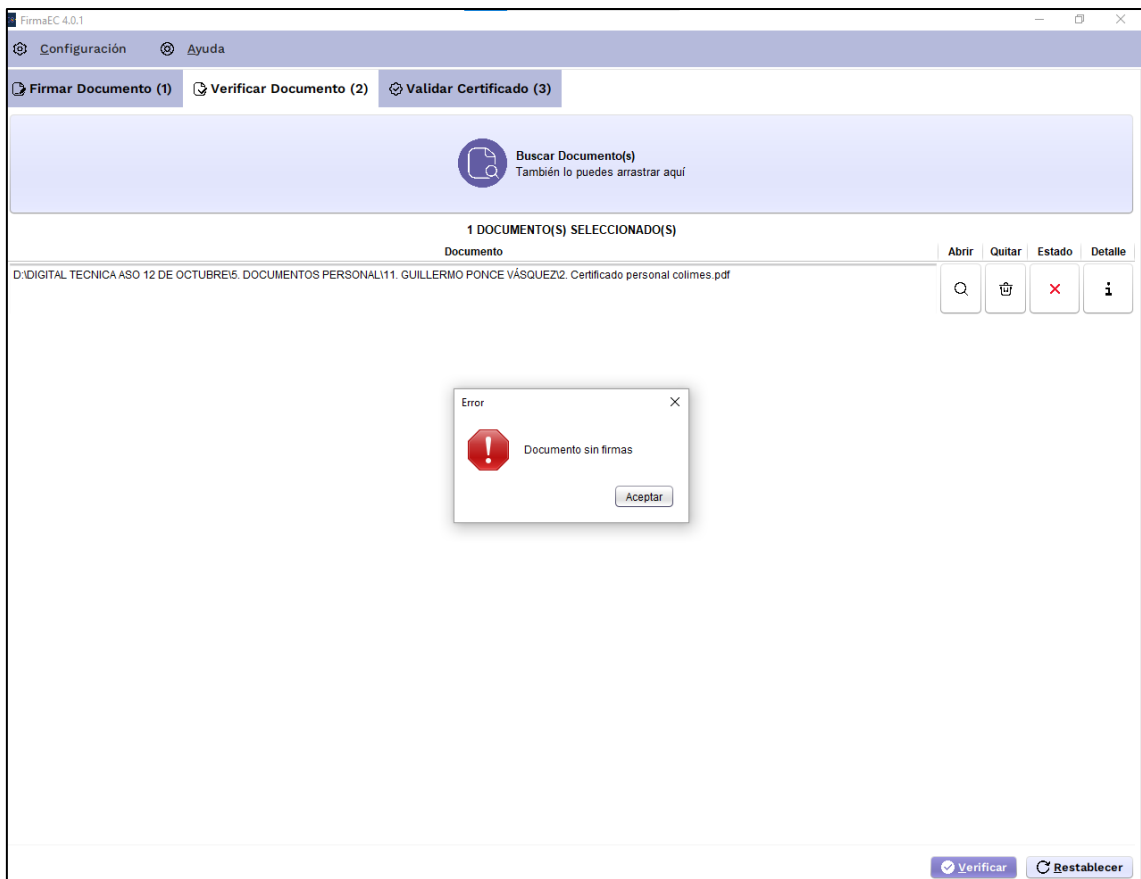 FirmaEC 4.0.1
Configuración Ayuda
Firmar Documento (1) Verificar Documento (2) Validar Certificado (3)
Buscar Documento(s)
También lo puedes arrastrar aquí
1 DOCUMENTO(S) SELECCIONADO(S)
Documento Abrir Quitar Estado Detalle
D:\DIGITAL TECNICA ASO 12 DE OCTUBRE\5. DOCUMENTOS PERSONAL\11. GUILLERMO PONCE VÁSQUEZ\2. Certificado personal colimes.pdf
Error
Documento sin firmas
Aceptar
Verificar Restablecer